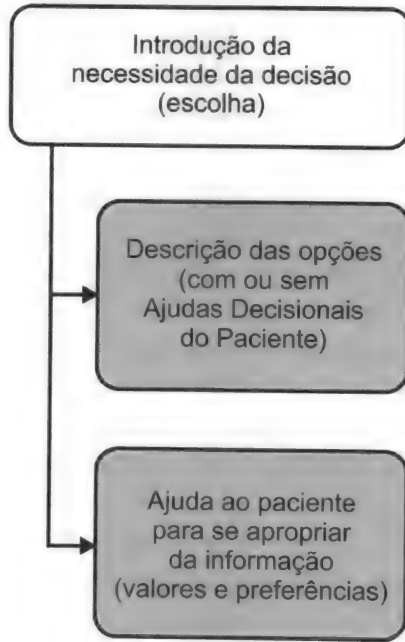 Introdução da
necessidade da decisão
(escolha)
Descrição das opções
(com ou sem
Ajudas Decisionais
do Paciente)
Ajuda ao paciente
para se apropriar
da informação
(valores e preferências)